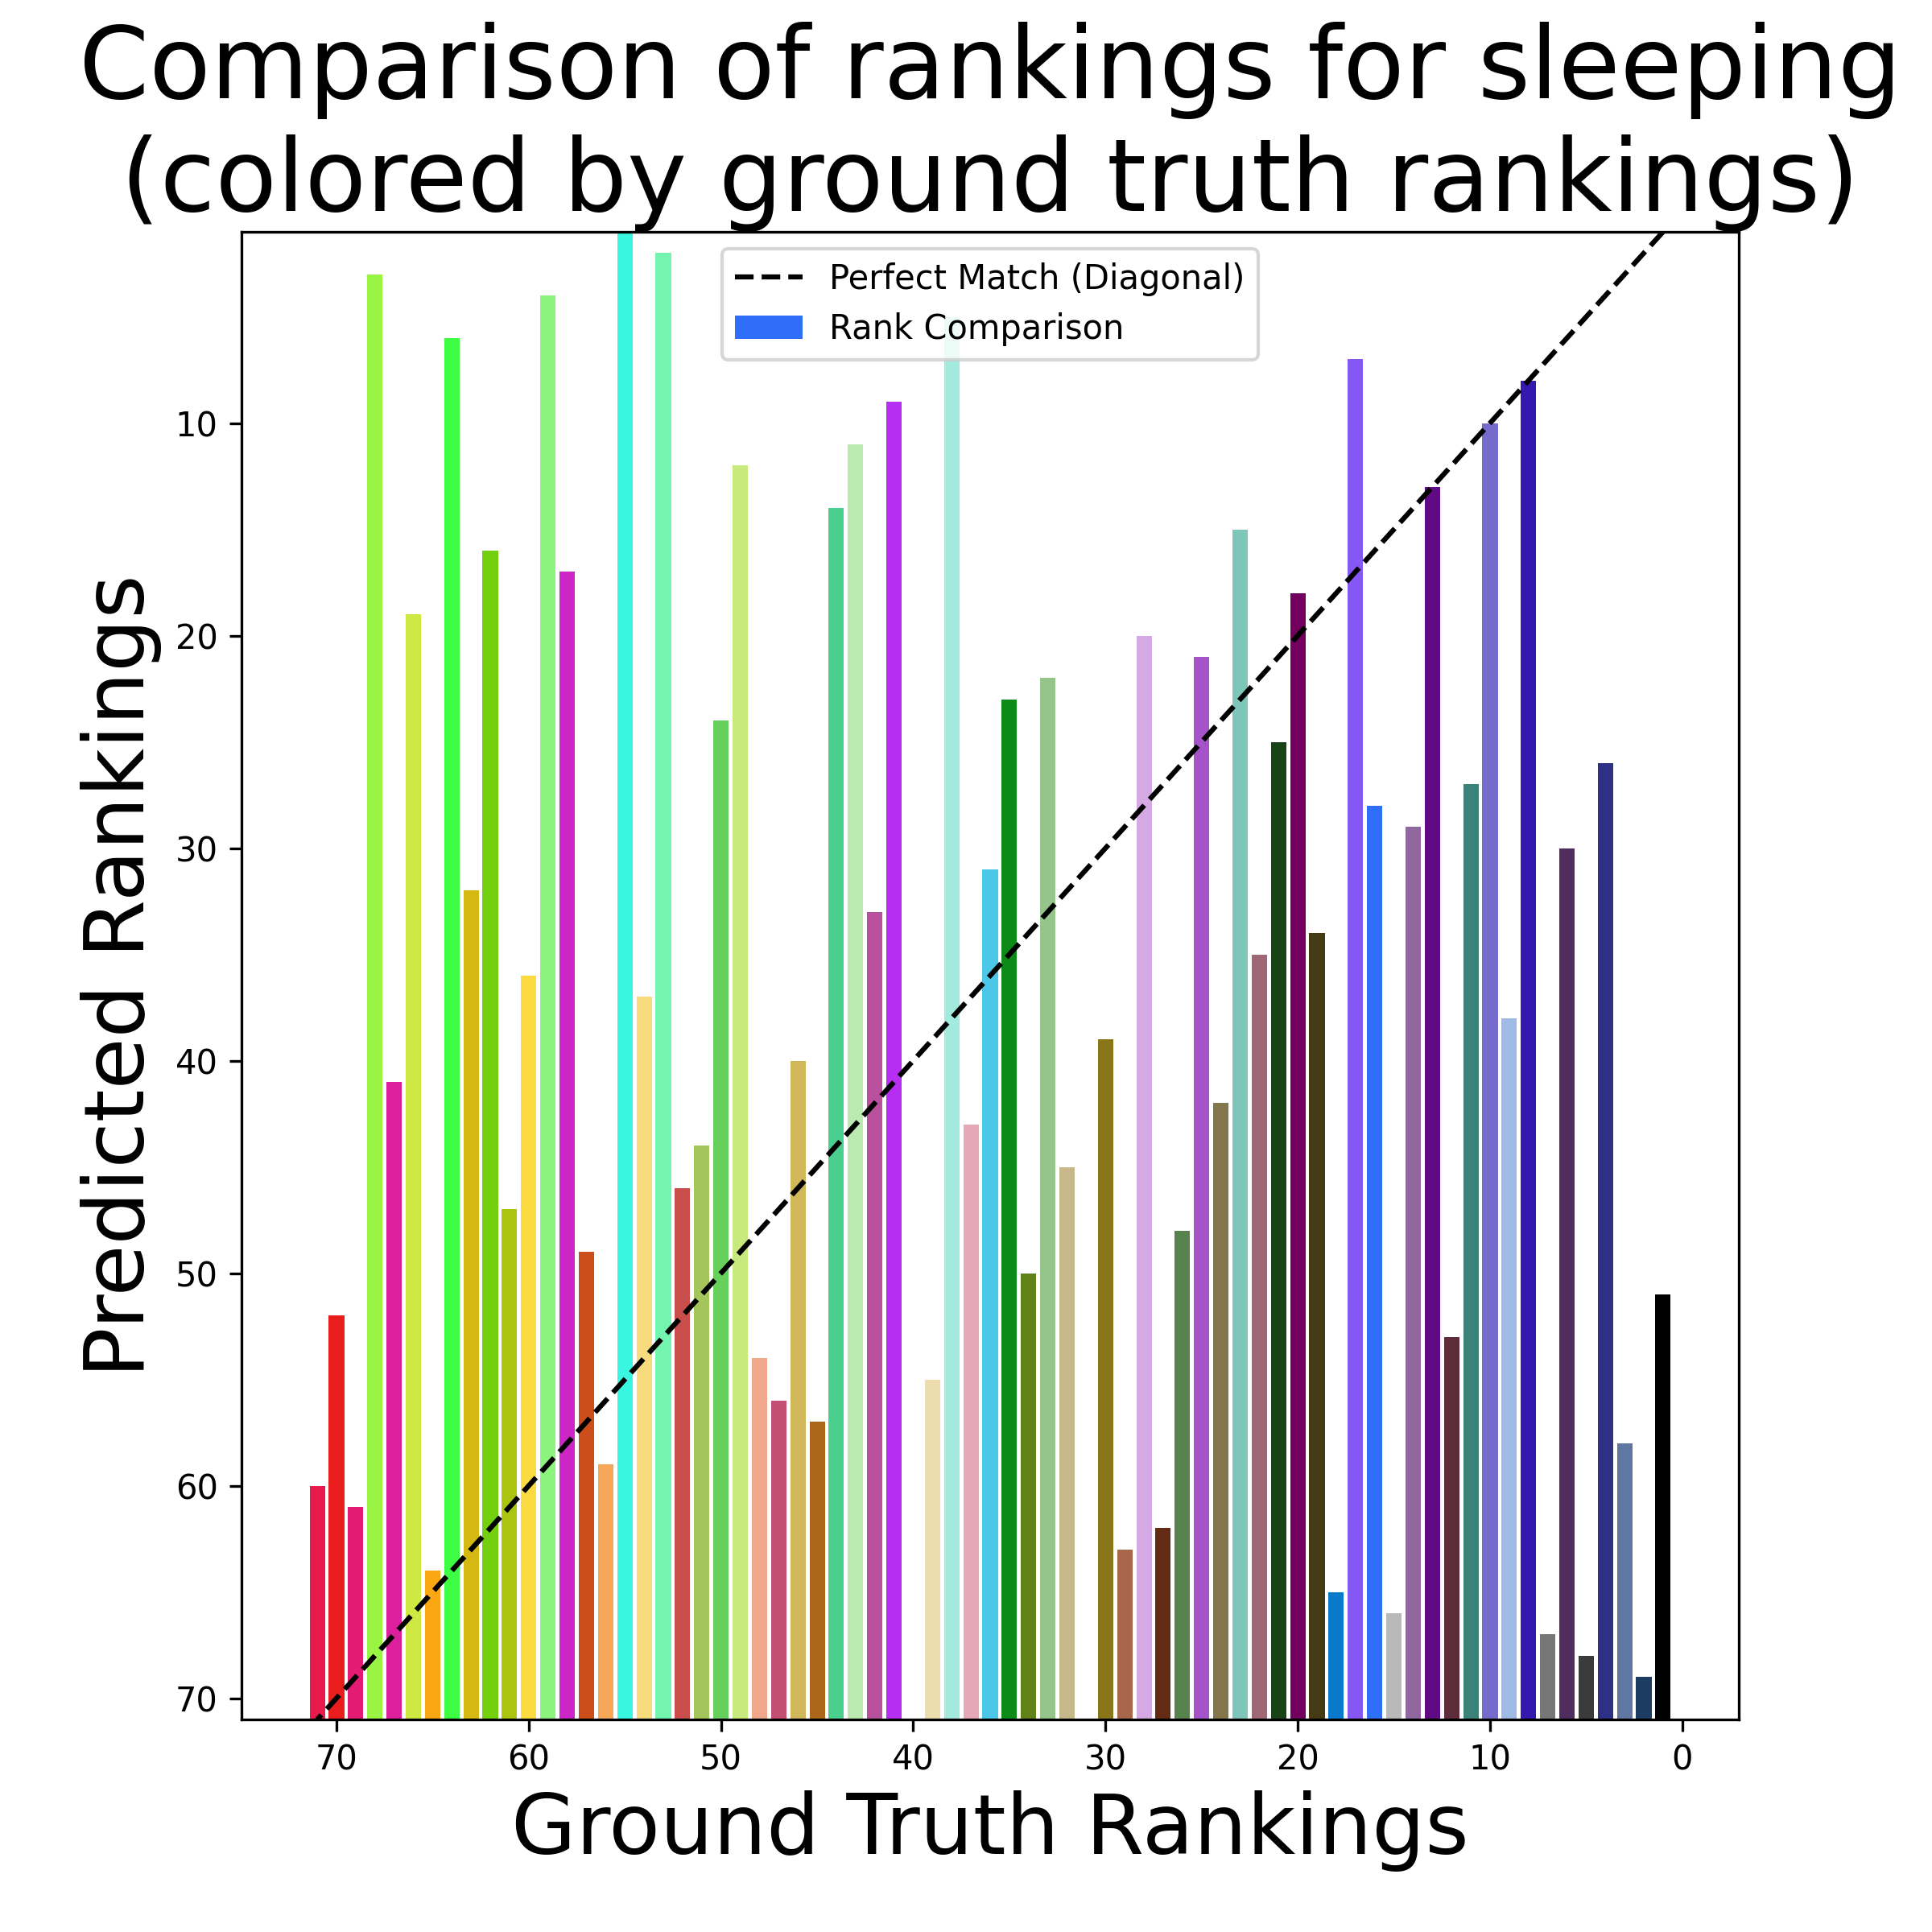 Comparison of rankings for sleeping
(colored by ground truth rankings)
Perfect Match (Diagonal)
Rank Comparison
Predicted Rankings
10
20
30
40
50
60
70
70 60 50 40 30 20 10 0
Ground Truth Rankings